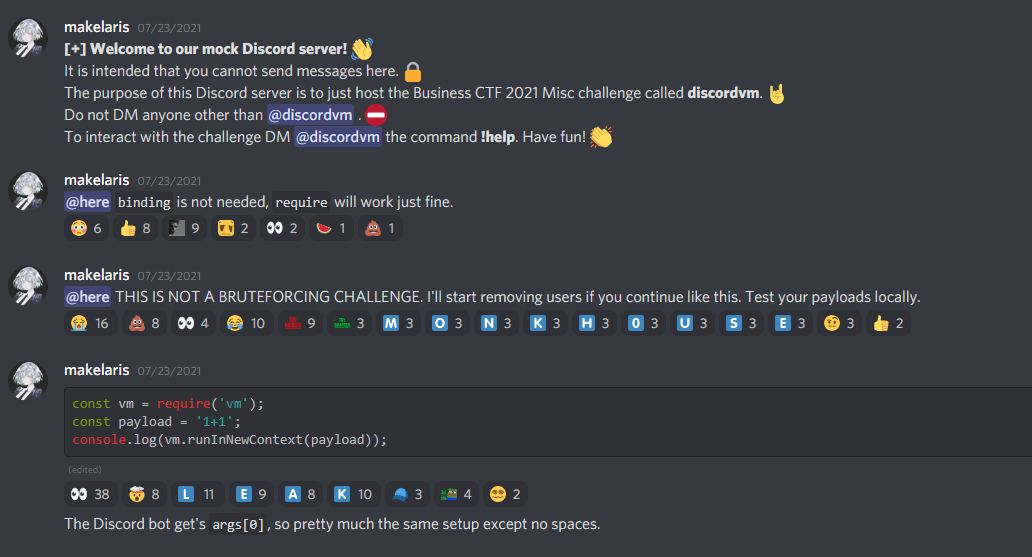 makelaris 07/23/2021
[+] Welcome to our mock Discord server! 👋
It is intended that you cannot send messages here. 🔒
The purpose of this Discord server is to just host the Business CTF 2021 Misc challenge called discordvm. 🤘
Do not DM anyone other than @discordvm . ⛔
To interact with the challenge DM @discordvm the command !help. Have fun! 👏
makelaris 07/23/2021
@here binding is not needed, require will work just fine.
6 8 9 2 2 1 1
makelaris 07/23/2021
@here THIS IS NOT A BRUTEFORCING CHALLENGE. I'll start removing users if you continue like this. Test your payloads locally.
16 8 4 10 9 3 M 3 O 3 N 3 K 3 H 3 O 3 U 3 S 3 E 3 3 2
makelaris 07/23/2021
const vm = require('vm');
const payload = '1+1';
console.log(vm.runInNewContext(payload));
(edited)
38 8 L 11 E 9 A 8 K 10 3 4 2
The Discord bot get's args[0], so pretty much the same setup except no spaces.